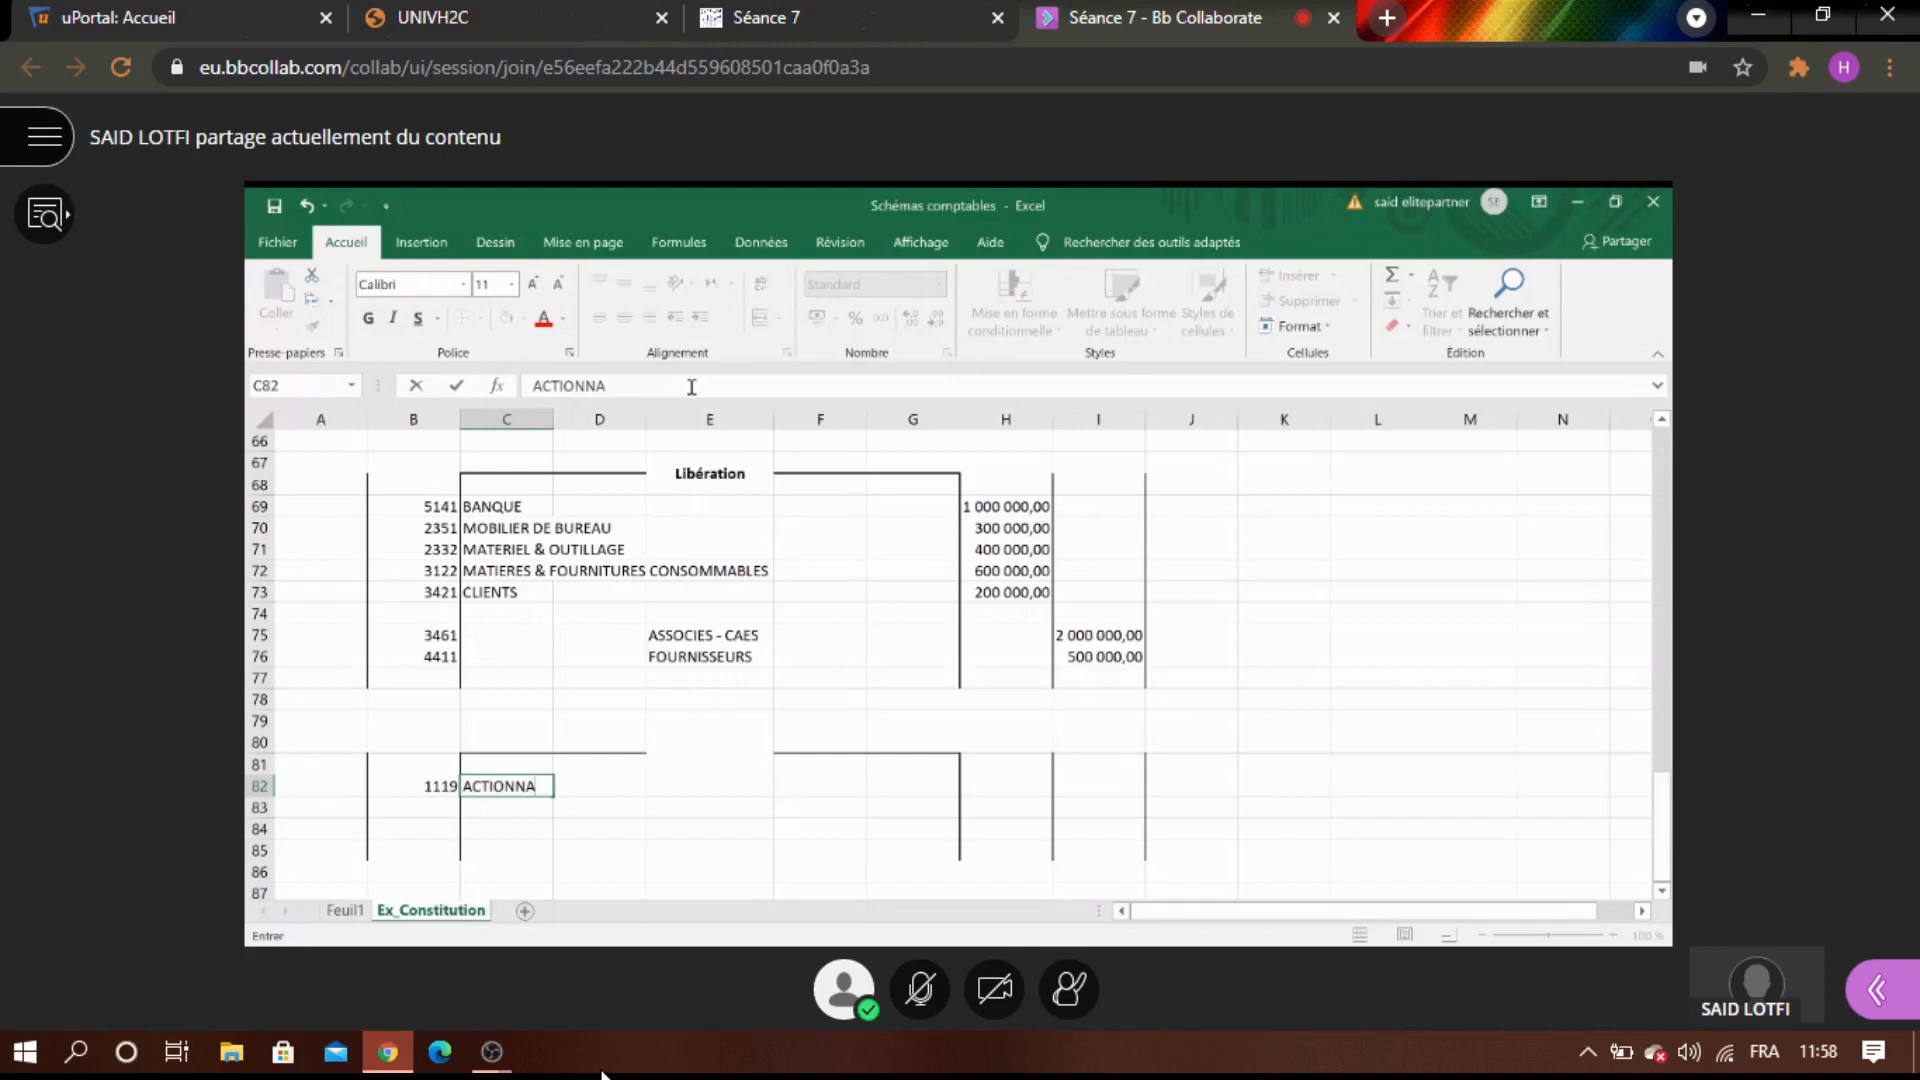 uPortal: Accueil
UNIVH2C
Séance 7
Séance 7 - Bb Collaborate
eu.bbcollab.com/collab/ui/session/join/e56eefa222b44d559608501caa0f0a3a
H
SAID LOTFI partage actuellement du contenu
Schémas comptables - Excel
said elitepartner
SE
Fichier
Accueil
Insertion
Dessin
Mise en page
Formules
Données
Révision
Affichage
Aide
Rechercher des outils adaptés
Partager
Coller
Calibri
11
G I S
Standard
Mise en forme conditionnelle
Mettre sous forme de tableau
Styles de cellules
Insérer
Supprimer
Format
Trier et filtrer
Rechercher et sélectionner
Presse-papiers
Police
Alignement
Nombre
Styles
Cellules
Édition
C82
fx
ACTIONNA
A B C D E F G H I J K L M N
66
67
Libération
68
69 5141 BANQUE 1 000 000,00
70 2351 MOBILIER DE BUREAU 300 000,00
71 2332 MATERIEL & OUTILLAGE 400 000,00
72 3122 MATIERES & FOURNITURES CONSOMMABLES 600 000,00
73 3421 CLIENTS 200 000,00
74
75 3461 ASSOCIES - CAES 2 000 000,00
76 4411 FOURNISSEURS 500 000,00
77
78
79
80
81
82 1119 ACTIONNA
83
84
85
86
87
Feuil1
Ex_Constitution
Entrer
100 %
SAID LOTFI
FRA
11:58